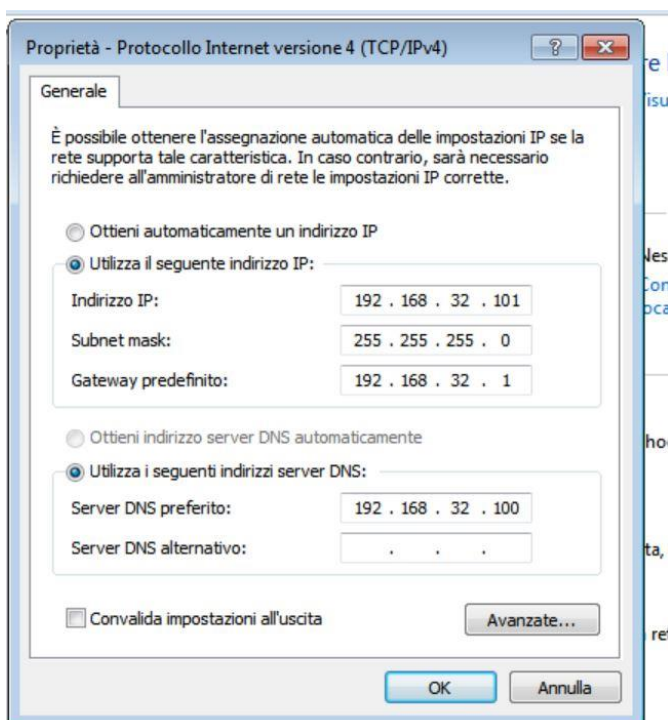 Proprietà - Protocollo Internet versione 4 (TCP/IPv4)
Generale
È possibile ottenere l'assegnazione automatica delle impostazioni IP se la
rete supporta tale caratteristica. In caso contrario, sarà necessario
richiedere all'amministratore di rete le impostazioni IP corrette.
Ottieni automaticamente un indirizzo IP
Utilizza il seguente indirizzo IP:
Indirizzo IP: 192 . 168 . 32 . 101
Subnet mask: 255 . 255 . 255 . 0
Gateway predefinito: 192 . 168 . 32 . 1
Ottieni indirizzo server DNS automaticamente
Utilizza i seguenti indirizzi server DNS:
Server DNS preferito: 192 . 168 . 32 . 100
Server DNS alternativo: . . .
Convalida impostazioni all'uscita
Avanzate...
OK Annulla